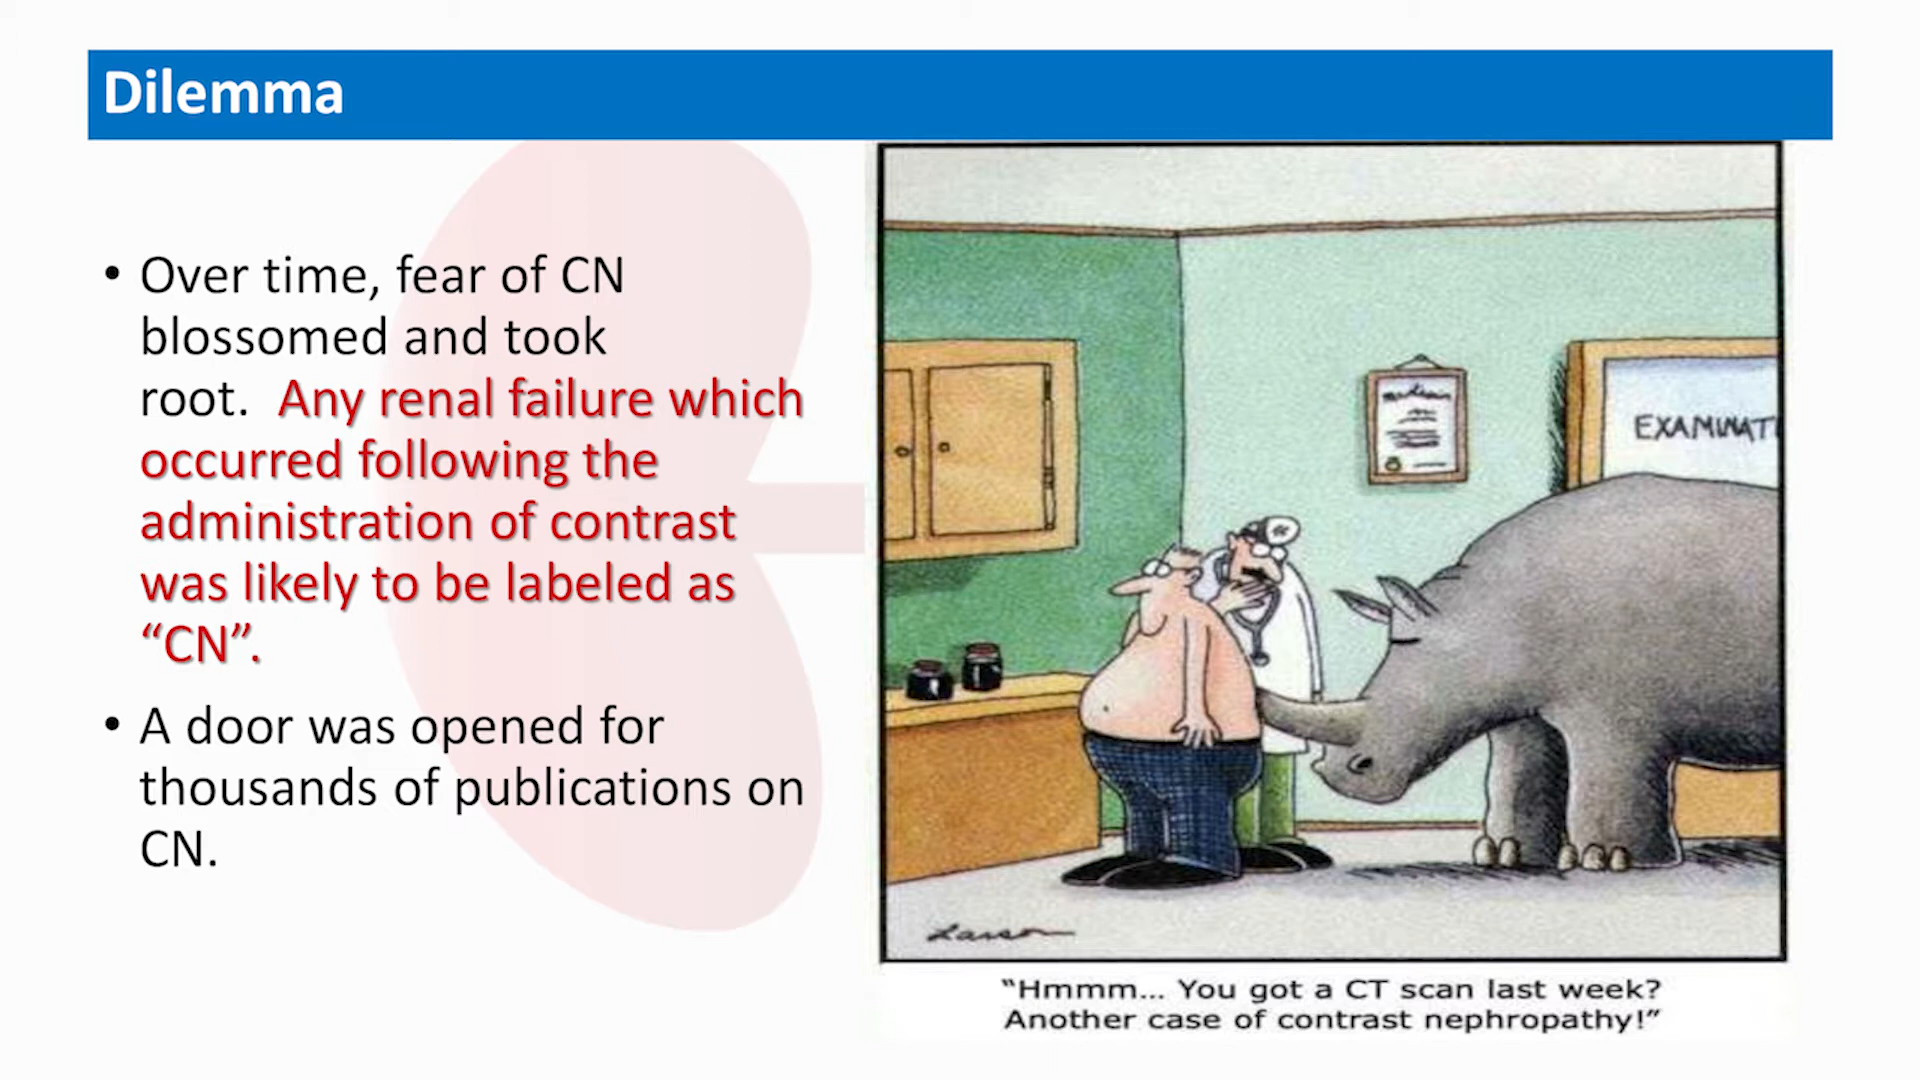 Dilemma
• Over time, fear of CN
blossomed and took
root. Any renal failure which
occurred following the
administration of contrast
was likely to be labeled as
“CN”.
• A door was opened for
thousands of publications on
CN.
EXAMINATI
Larson
“Hmmm... You got a CT scan last week?
Another case of contrast nephropathy!”